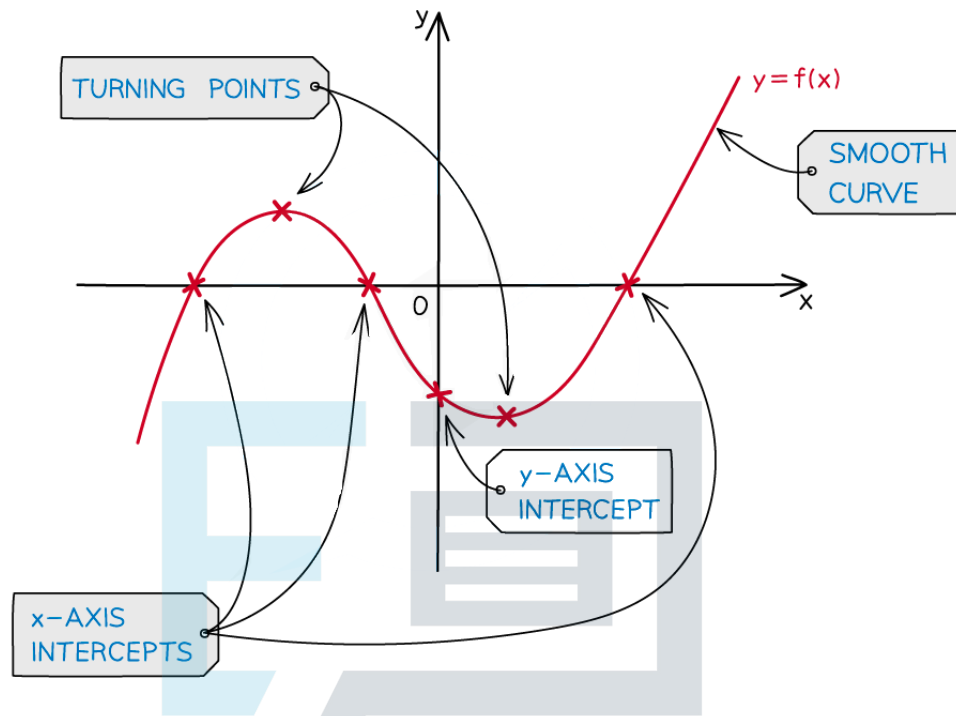 y
TURNING POINTS
y=f(x)
SMOOTH
CURVE
0
x
y-AXIS
INTERCEPT
x-AXIS
INTERCEPTS